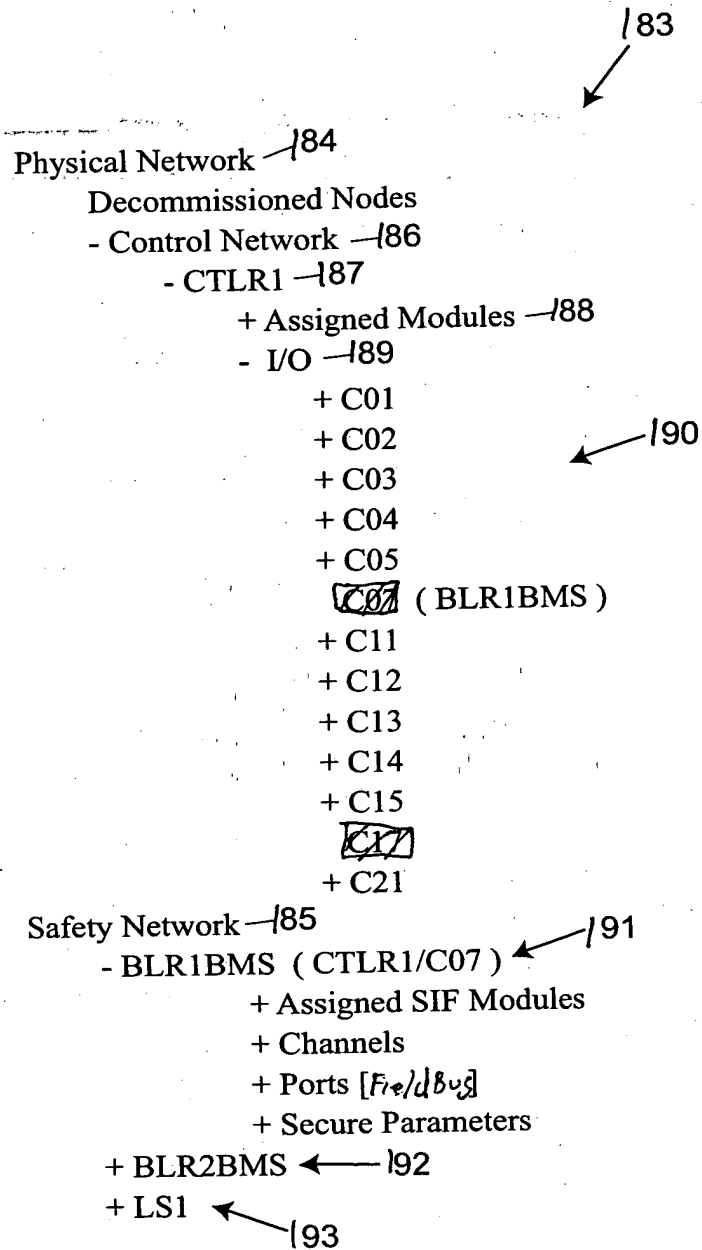 183
Physical Network 184
Decommissioned Nodes
- Control Network 186
- CTLR1 187
+ Assigned Modules 188
- I/O 189
+ C01
+ C02
190
+ C03
+ C04
+ C05
C07 ( BLR1BMS )
+ C11
+ C12
+ C13
+ C14
+ C15
C17
+ C21
Safety Network 185
- BLR1BMS ( CTLR1/C07 ) 191
+ Assigned SIF Modules
+ Channels
+ Ports [FieldBus]
+ Secure Parameters
+ BLR2BMS 192
+ LS1
193